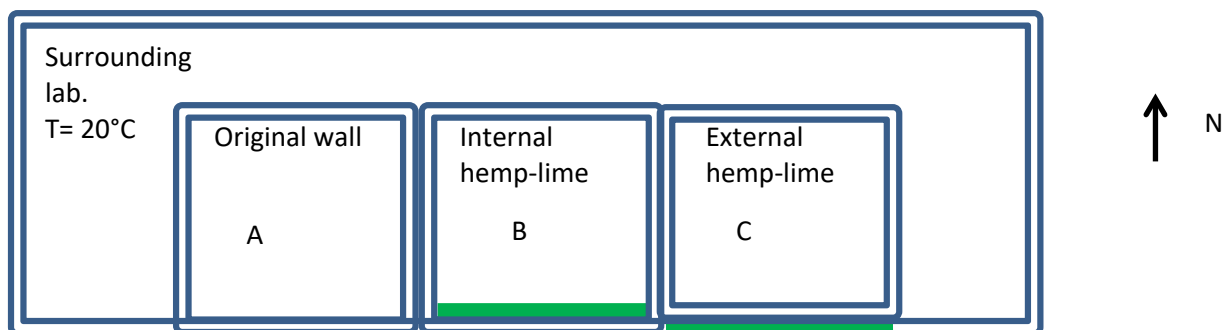 Surrounding
lab.
T= 20°C
Original wall
A
Internal
hemp-lime
B
External
hemp-lime
C
N